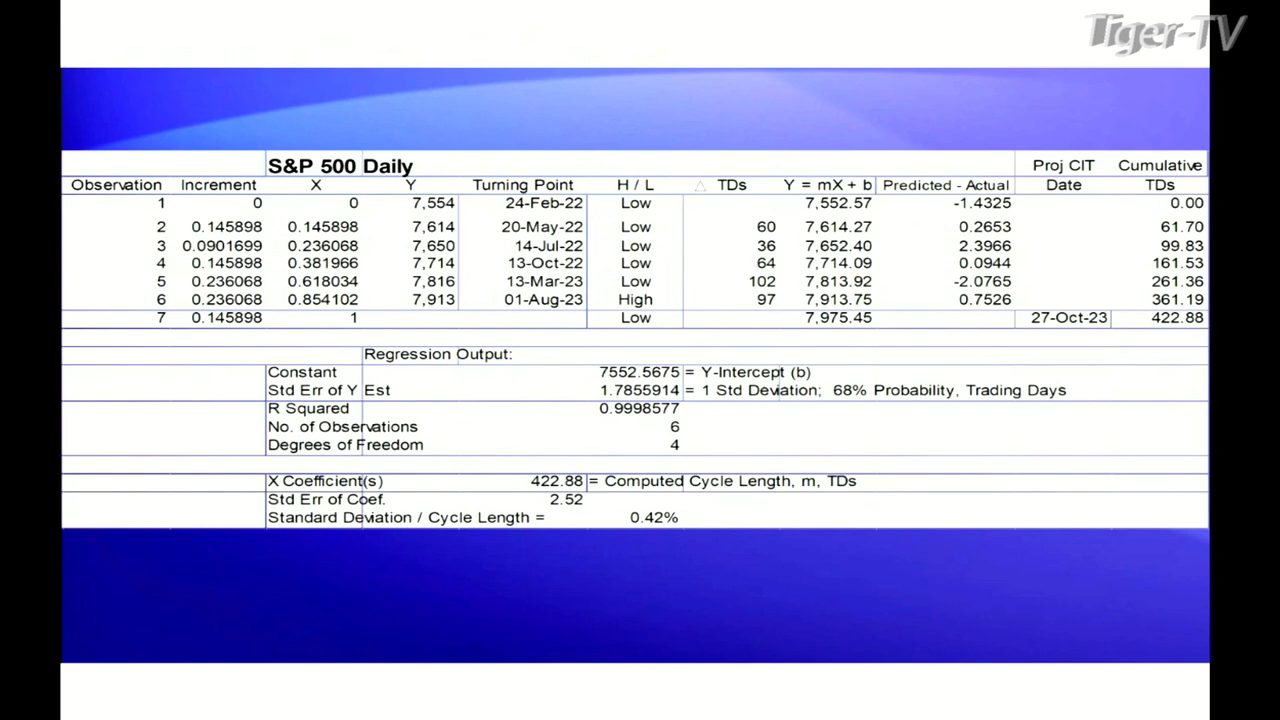 Tiger-TV
S&P 500 Daily Proj CIT Cumulative
Observation Increment X Y Turning Point H / L △ TDs Y = mX + b Predicted - Actual Date TDs
1 0 0 7,554 24-Feb-22 Low 7,552.57 -1.4325 0.00
2 0.145898 0.145898 7,614 20-May-22 Low 60 7,614.27 0.2653 61.70
3 0.0901699 0.236068 7,650 14-Jul-22 Low 36 7,652.40 2.3966 99.83
4 0.145898 0.381966 7,714 13-Oct-22 Low 64 7,714.09 0.0944 161.53
5 0.236068 0.618034 7,816 13-Mar-23 Low 102 7,813.92 -2.0765 261.36
6 0.236068 0.854102 7,913 01-Aug-23 High 97 7,913.75 0.7526 361.19
7 0.145898 1 Low 7,975.45 27-Oct-23 422.88
Regression Output:
Constant 7552.5675 = Y-Intercept (b)
Std Err of Y Est 1.7855914 = 1 Std Deviation; 68% Probability, Trading Days
R Squared 0.9998577
No. of Observations 6
Degrees of Freedom 4
X Coefficient(s) 422.88 = Computed Cycle Length, m, TDs
Std Err of Coef. 2.52
Standard Deviation / Cycle Length = 0.42%